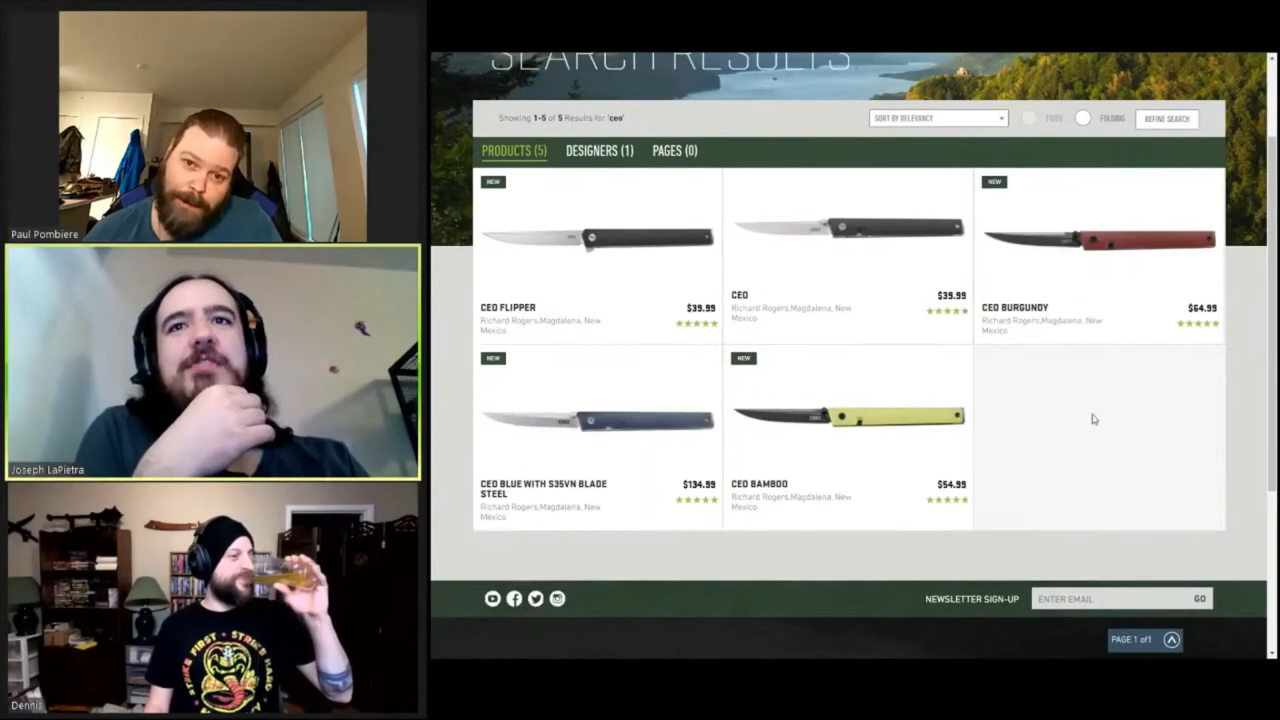 Paul Pombiere
Joseph LaPietra
Dennis
STRIKE FIRST • STRIKE HARD
SEARCH RESULTS
Showing 1-5 of 5 Results for 'ceo'
SORT BY RELEVANCY
FIXED
FOLDING
REFINE SEARCH
PRODUCTS (5)
DESIGNERS (1)
PAGES (0)
NEW
CEO FLIPPER
$39.99
Richard Rogers,Magdalena, New
Mexico
CEO
$39.99
Richard Rogers,Magdalena, New
Mexico
NEW
CEO BURGUNDY
$64.99
Richard Rogers,Magdalena, New
Mexico
NEW
CEO BLUE WITH S35VN BLADE
STEEL
$134.99
Richard Rogers,Magdalena, New
Mexico
NEW
CEO BAMBOO
$54.99
Richard Rogers,Magdalena, New
Mexico
NEWSLETTER SIGN-UP
ENTER EMAIL
GO
PAGE 1 of1